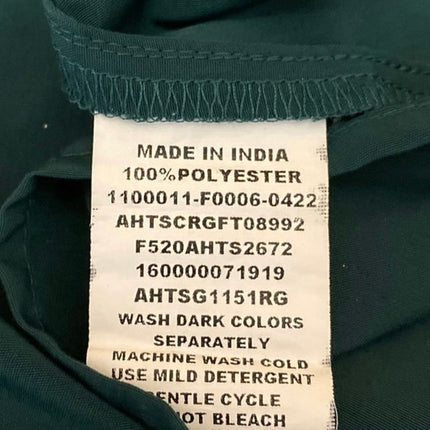 MADE IN INDIA
100%POLYESTER
1100011-F0006-0422
AHTSCRGFT08992
F520AHTS2672
160000071919
AHTSG1151RG
WASH DARK COLORS
SEPARATELY
MACHINE WASH COLD
USE MILD DETERGENT
GENTLE CYCLE
NOT BLEACH